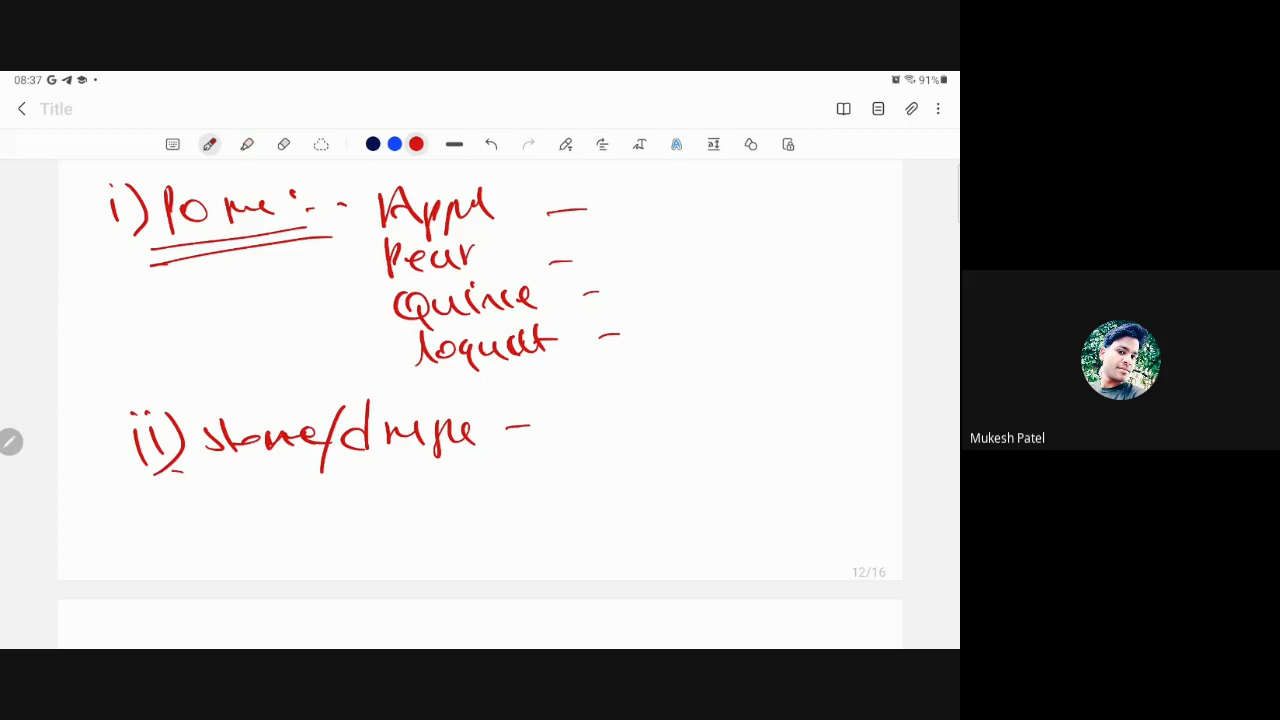 08:37 91%
Title
i) Pome :- - Apple —
Pear —
Quince —
loquat —
ii) stone/drupe —
12/16
Mukesh Patel